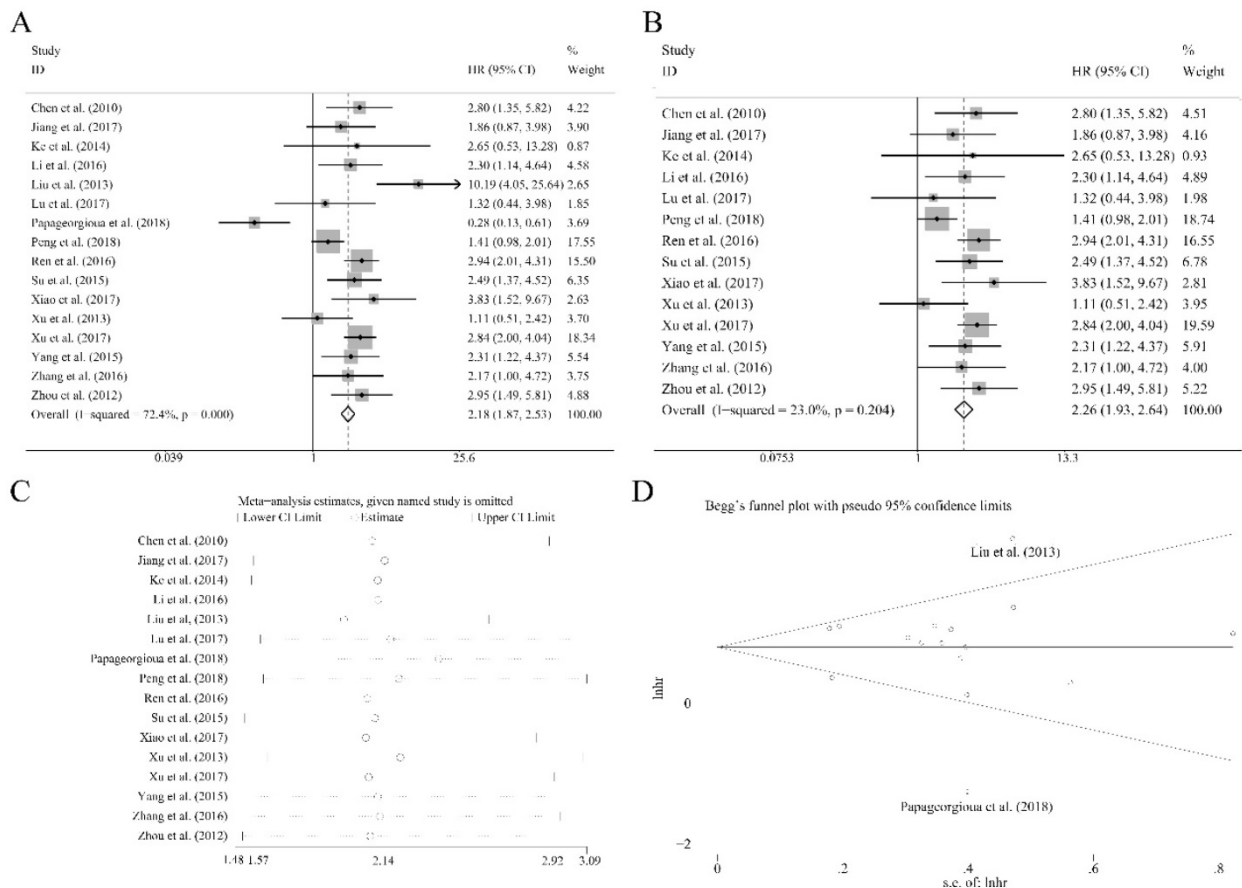 A
Study %
ID HR (95% CI) Weight
Chen et al. (2010) 2.80 (1.35, 5.82) 4.22
Jiang et al. 2017) 1.86 (0.87, 3.98) 3.90
Ke et al. 2014) 2.65 (0.53, 13.28) 0.87
Li et al. 2016) 2.30 (1.14, 4.64) 4.58
Liu et al. (2013) 10.19 (4.05, 25.64) 2.65
Lu et al. 2017) 1.32 (0.44, 3.98) 1.85
Papageorgioua et al. (2018) 0.28 (0.13, 0.61) 3.69
Peng et al. (2018) 1.41 (0.98, 2.01) 17.55
Ren et al. (2016) 2.94 (2.01, 4.31) 15.50
Su et al. (2015) 2.49 (1.37, 4.52) 6.35
Xiao et al. (2017) 3.83 (1.52, 9.67) 2.63
Xu et al. (2013) 1.11 (0.51, 2.42) 3.70
Xu et al. (2017) 2.84 (2.00, 4.04) 18.34
Yang et al. (2015) 2.31 (1.22, 4.37) 5.54
Zhang et al. (2016) 2.17 (1.00, 4.72) 3.75
Zhou et al. (2012) 2.95 (1.49, 5.81) 4.88
Overall (I-squared = 72.4%, p = 0.000) 2.18 (1.87, 2.53) 100.00
0.039 1 25.6
B
Study %
ID HR (95% CI) Weight
Chen et al. (2010) 2.80 (1.35, 5.82) 4.51
Jiang et al. 2017) 1.86 (0.87, 3.98) 4.16
Ke et al. 2014) 2.65 (0.53, 13.28) 0.93
Li et al. 2016) 2.30 (1.14, 4.64) 4.89
Lu et al. 2017) 1.32 (0.44, 3.98) 1.98
Peng et al. (2018) 1.41 (0.98, 2.01) 18.74
Ren et al. (2016) 2.94 (2.01, 4.31) 16.55
Su et al. (2015) 2.49 (1.37, 4.52) 6.78
Xiao et al. (2017) 3.83 (1.52, 9.67) 2.81
Xu et al. (2013) 1.11 (0.51, 2.42) 3.95
Xu et al. (2017) 2.84 (2.00, 4.04) 19.59
Yang et al. (2015) 2.31 (1.22, 4.37) 5.91
Zhang et al. (2016) 2.17 (1.00, 4.72) 4.00
Zhou et al. (2012) 2.95 (1.49, 5.81) 5.22
Overall (I-squared = 23.0%, p = 0.204) 2.26 (1.93, 2.64) 100.00
0.0753 1 13.3
C
Meta-analysis estimates, given named study is omitted
Lower CI Limit Estimate Upper CI Limit
Chen et al. (2010)
Jiang et al. (2017)
Ke et al. (2014)
Li et al. (2016)
Liu et al, (2013)
Lu et al. (2017)
Papageorgioua et al. (2018)
Peng et al. (2018)
Ren et al. (2016)
Su et al. (2015)
Xiao et al. (2017)
Xu et al. (2013)
Xu et al. (2017)
Yang et al. (2015)
Zhang et al. (2016)
Zhou et al. (2012)
1.48 1.57 2.14 2.92 3.09
D
Begg's funnel plot with pseudo 95% confidence limits
Liu et al. (2013)
lnhr
0
Papageorgioua et al. (2018)
-2
0 .2 .4 .6 .8
s.e. of: lnhr